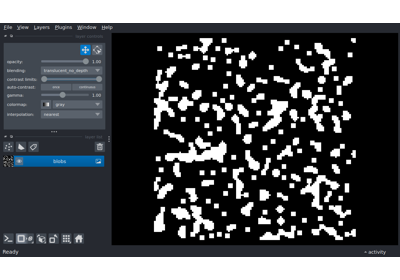 File View Layers Plugins Window Help
opacity: 1.00
blending: translucent_no_depth
contrast limits:
auto-contrast: once continuous
gamma: 1.00
colormap: gray
interpolation: nearest
blobs
Ready
activity